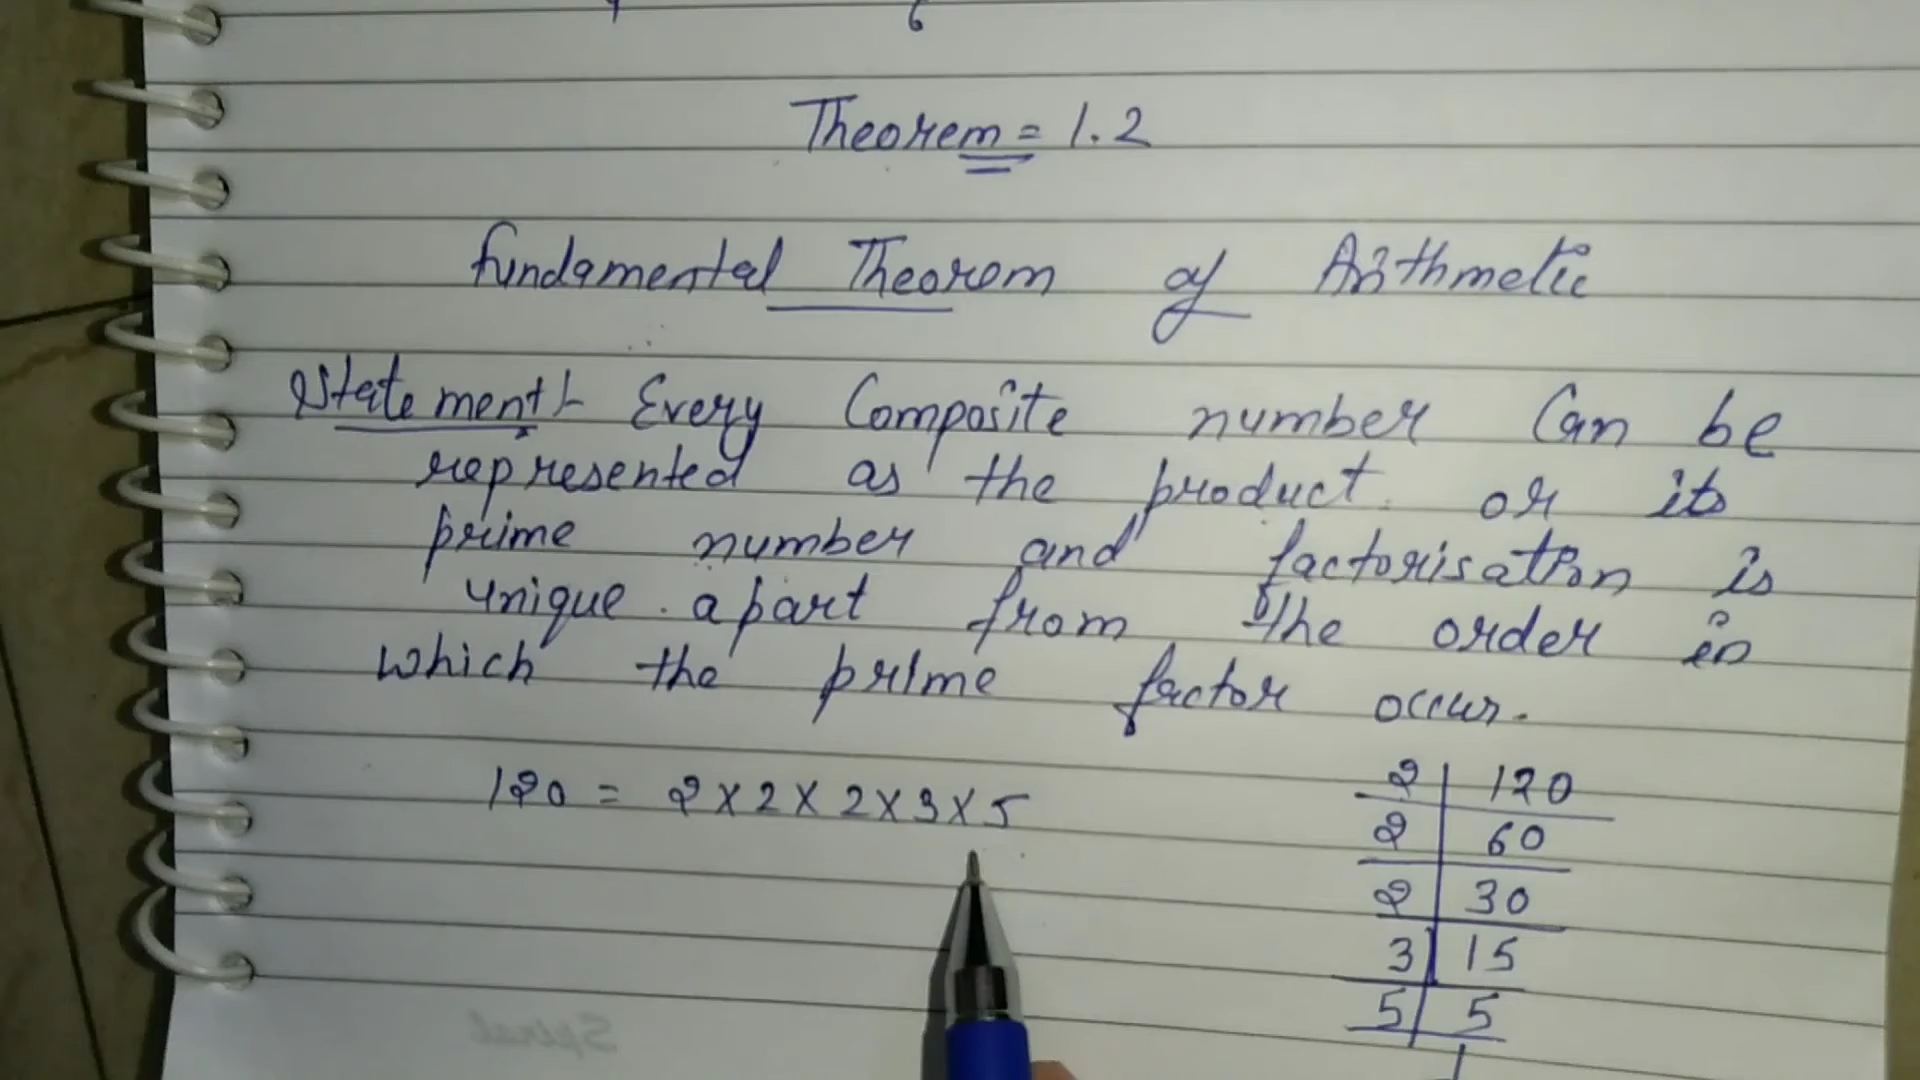 6
Theorem = 1.2
Fundamental Theorem of Arithmetic
Statement:- Every Composite number Can be
represented as the product or its
prime number and factorisation is
unique. apart from the order in
which the prime factor occur.
120 = 2 x 2 x 2 x 3 x 5
2 | 120
2 | 60
2 | 30
3 | 15
5 | 5
1